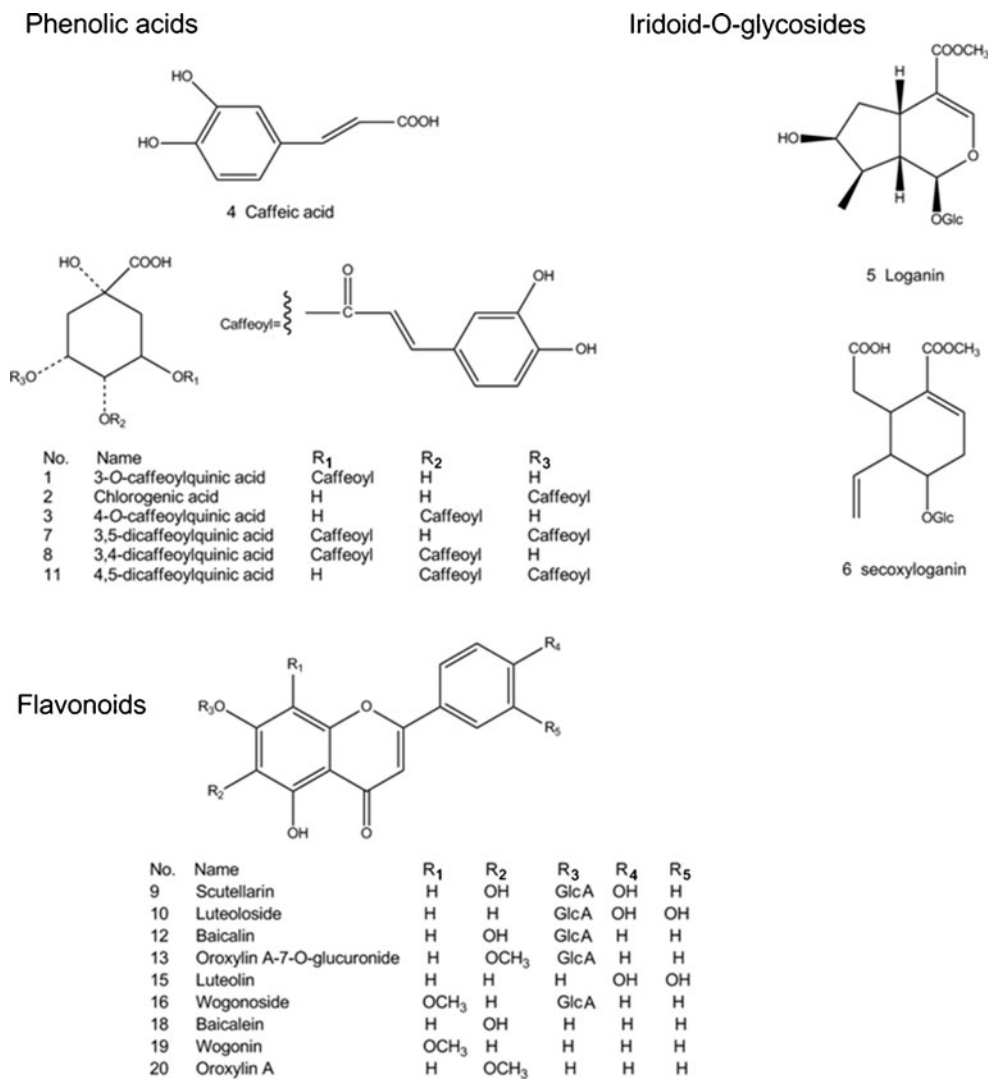 Phenolic acids
HO
HO
COOH
4 Caffeic acid
HO
COOH
R3O
OR1
OR2
Caffeoyl=
O
C
OH
OH
No. Name R1 R2 R3
1 3-O-caffeoylquinic acid Caffeoyl H H
2 Chlorogenic acid H H Caffeoyl
3 4-O-caffeoylquinic acid H Caffeoyl H
7 3,5-dicaffeoylquinic acid Caffeoyl H Caffeoyl
8 3,4-dicaffeoylquinic acid Caffeoyl Caffeoyl H
11 4,5-dicaffeoylquinic acid H Caffeoyl Caffeoyl
Iridoid-O-glycosides
COOCH3
H
HO
O
H
OGlc
5 Loganin
COOH COOCH3
OGlc
6 secoxyloganin
Flavonoids
R1
R4
R3O
O
R5
R2
OH
O
No. Name R1 R2 R3 R4 R5
9 Scutellarin H OH GlcA OH H
10 Luteoloside H H GlcA OH OH
12 Baicalin H OH GlcA H H
13 Oroxylin A-7-O-glucuronide H OCH3 GlcA H H
15 Luteolin H H H OH OH
16 Wogonoside OCH3 H GlcA H H
18 Baicalein H OH H H H
19 Wogonin OCH3 H H H H
20 Oroxylin A H OCH3 H H H